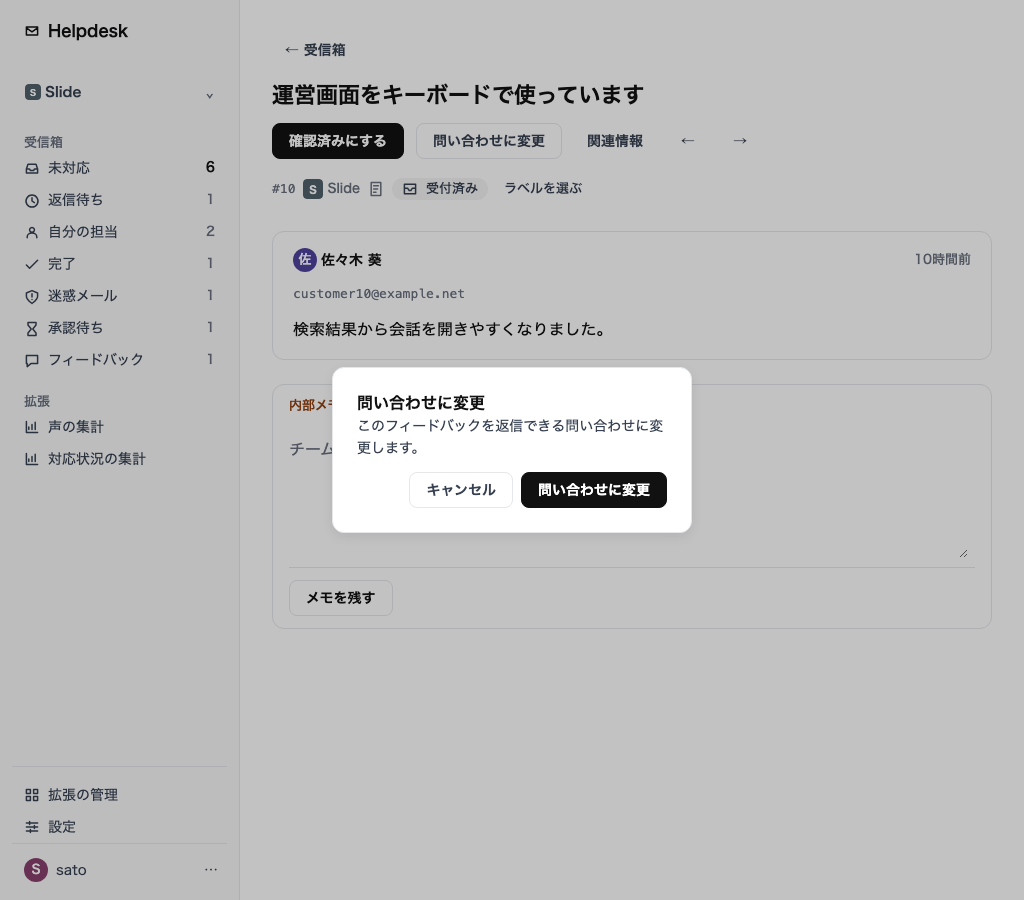 Helpdesk
S Slide
受信箱
未対応 6
返信待ち 1
自分の担当 2
完了 1
迷惑メール 1
承認待ち 1
フィードバック 1
拡張
声の集計
対応状況の集計
拡張の管理
設定
S sato ...
← 受信箱
運営画面をキーボードで使っています
確認済みにする 問い合わせに変更 関連情報 ← →
#10 S Slide 受付済み ラベルを選ぶ
佐 佐々木 葵 10時間前
customer10@example.net
検索結果から会話を開きやすくなりました。
内部メモ
チーム
問い合わせに変更
このフィードバックを返信できる問い合わせに変
更します。
キャンセル 問い合わせに変更
メモを残す